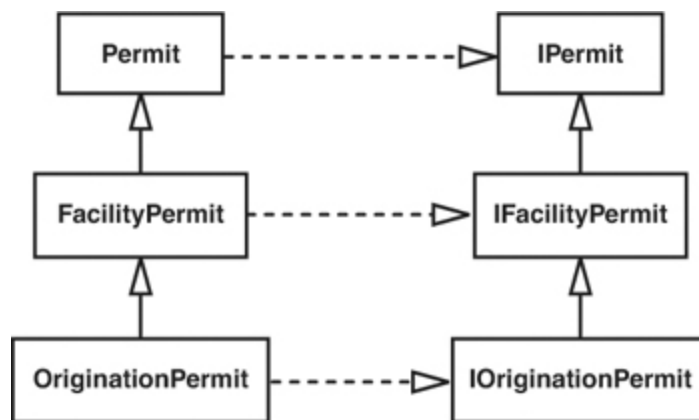 Permit
IPermit
FacilityPermit
IFacilityPermit
OriginationPermit
IOriginationPermit